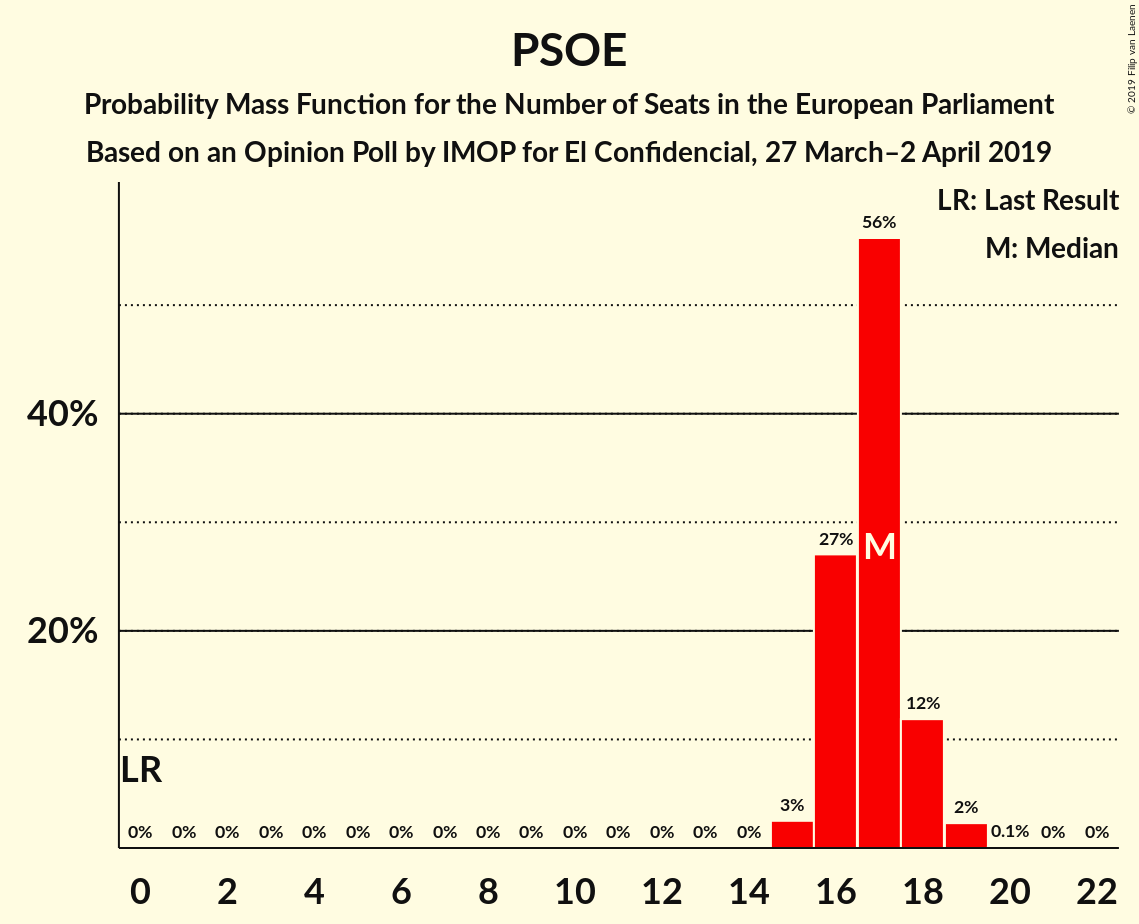 PSOE
Probability Mass Function for the Number of Seats in the European Parliament
Based on an Opinion Poll by IMOP for El Confidencial, 27 March–2 April 2019
© 2019 Filip van Laenen
LR: Last Result
M: Median
56%
40%
27%
M
20%
12%
LR
3%
2%
0% 0% 0% 0% 0% 0% 0% 0% 0% 0% 0% 0% 0% 0% 0% 0.1% 0% 0%
0 2 4 6 8 10 12 14 16 18 20 22